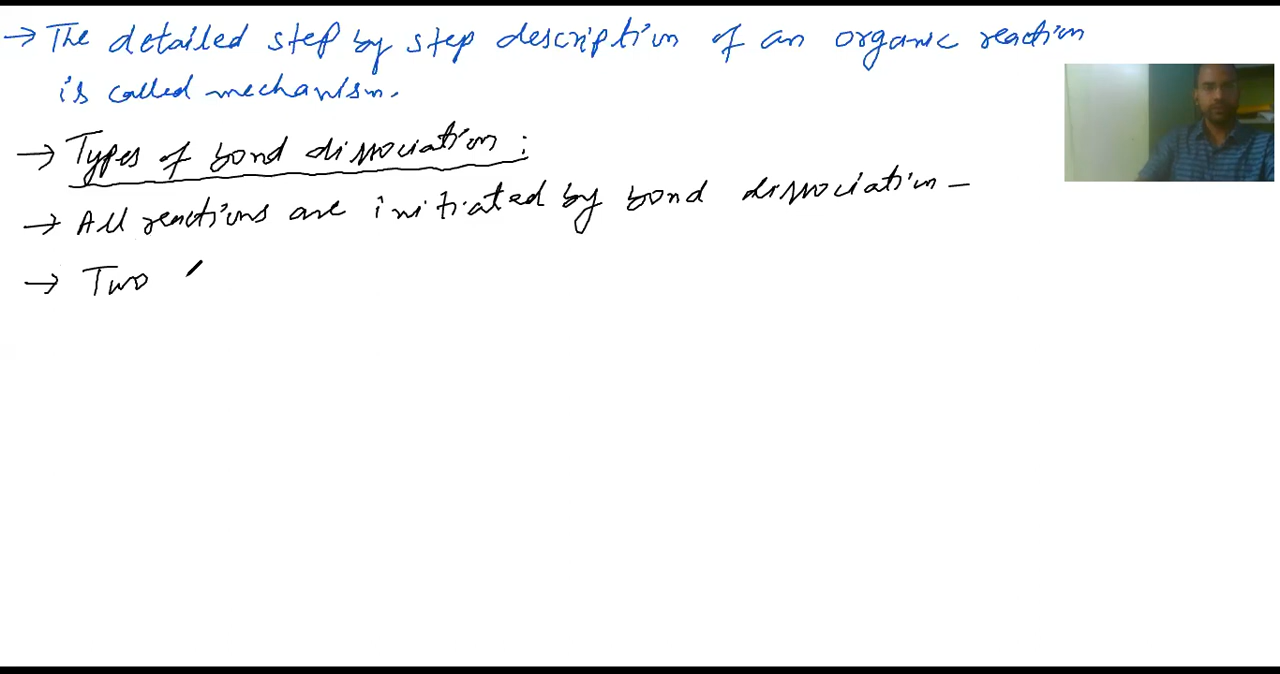 → The detailed step by step description of an organic reaction
is called mechanism.
→ Types of bond dissociation :
→ All reactions are initiated by bond dissociation -
→ Two